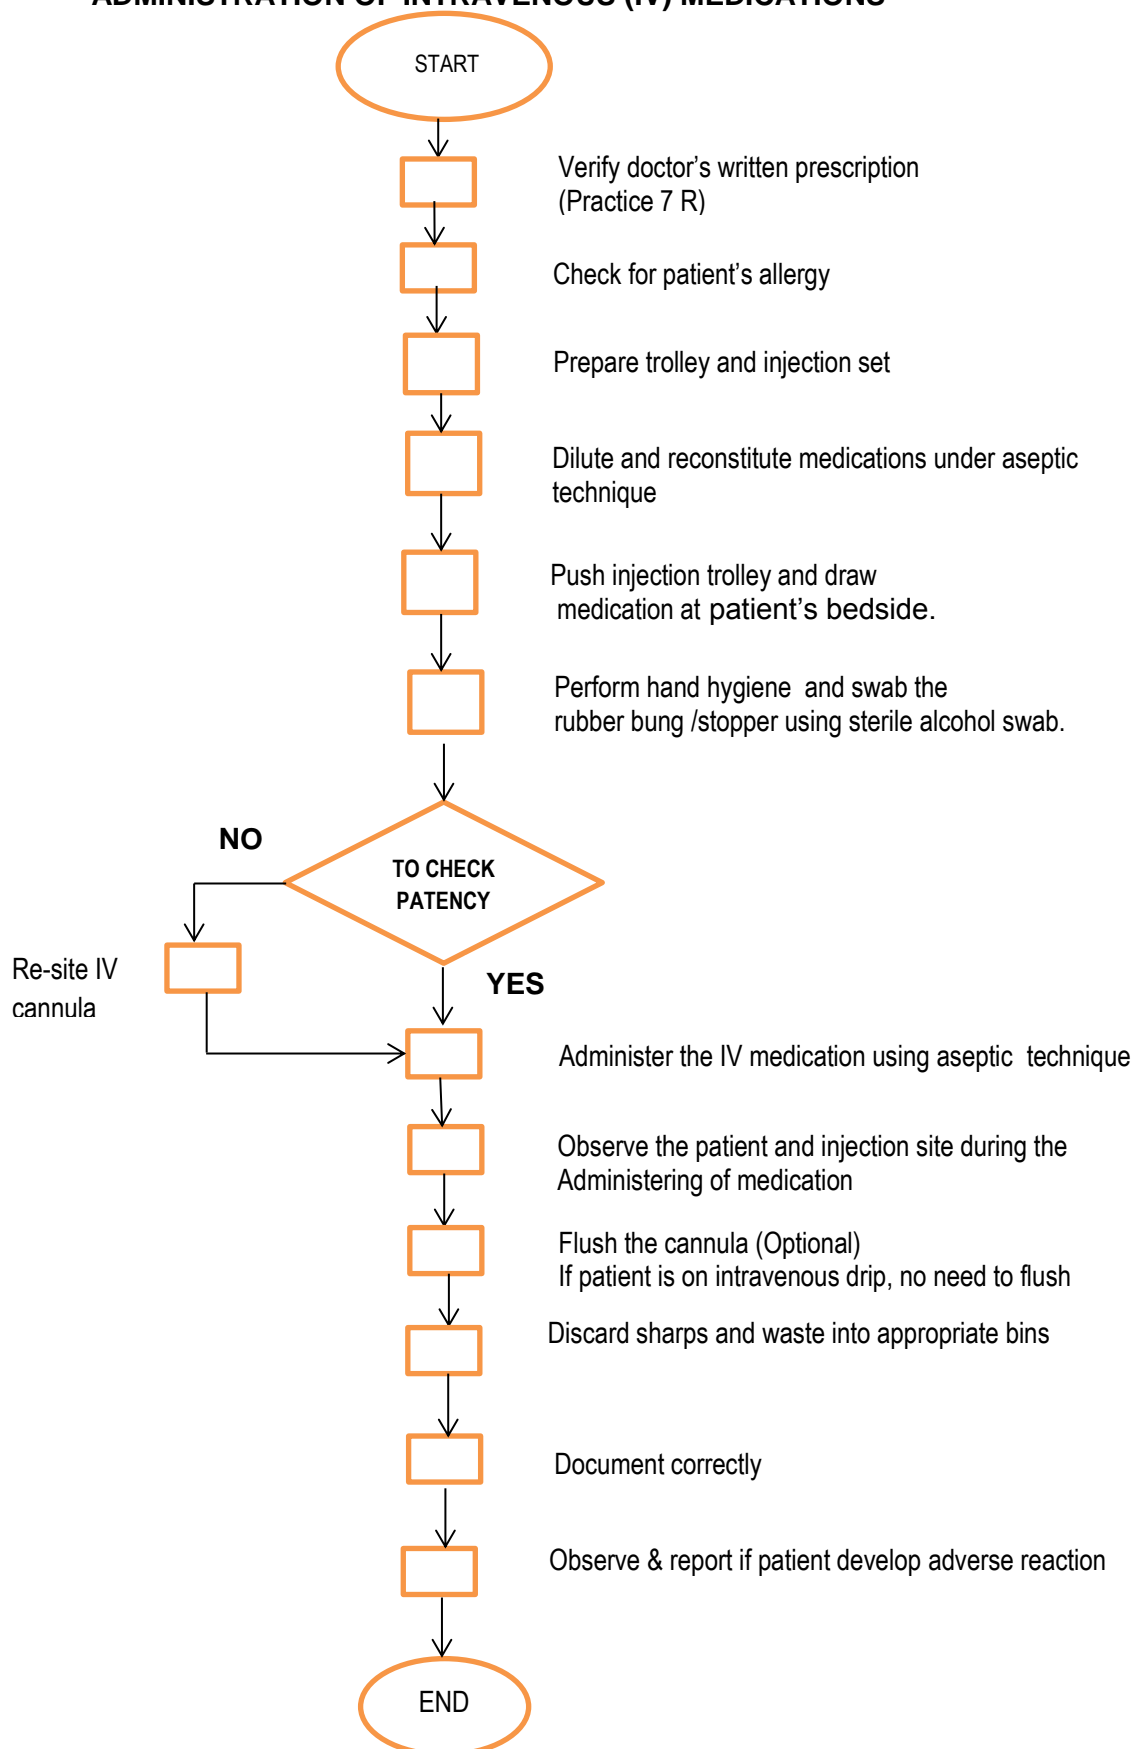 ADMINISTRATION OF INTRAVENOUS (IV) MEDICATIONS
START
Verify doctor’s written prescription
(Practice 7 R)
Check for patient’s allergy
Prepare trolley and injection set
Dilute and reconstitute medications under aseptic
technique
Push injection trolley and draw
medication at patient’s bedside.
Perform hand hygiene and swab the
rubber bung /stopper using sterile alcohol swab.
NO
TO CHECK
PATENCY
Re-site IV
cannula
YES
Administer the IV medication using aseptic technique
Observe the patient and injection site during the
Administering of medication
Flush the cannula (Optional)
If patient is on intravenous drip, no need to flush
Discard sharps and waste into appropriate bins
Document correctly
Observe & report if patient develop adverse reaction
END